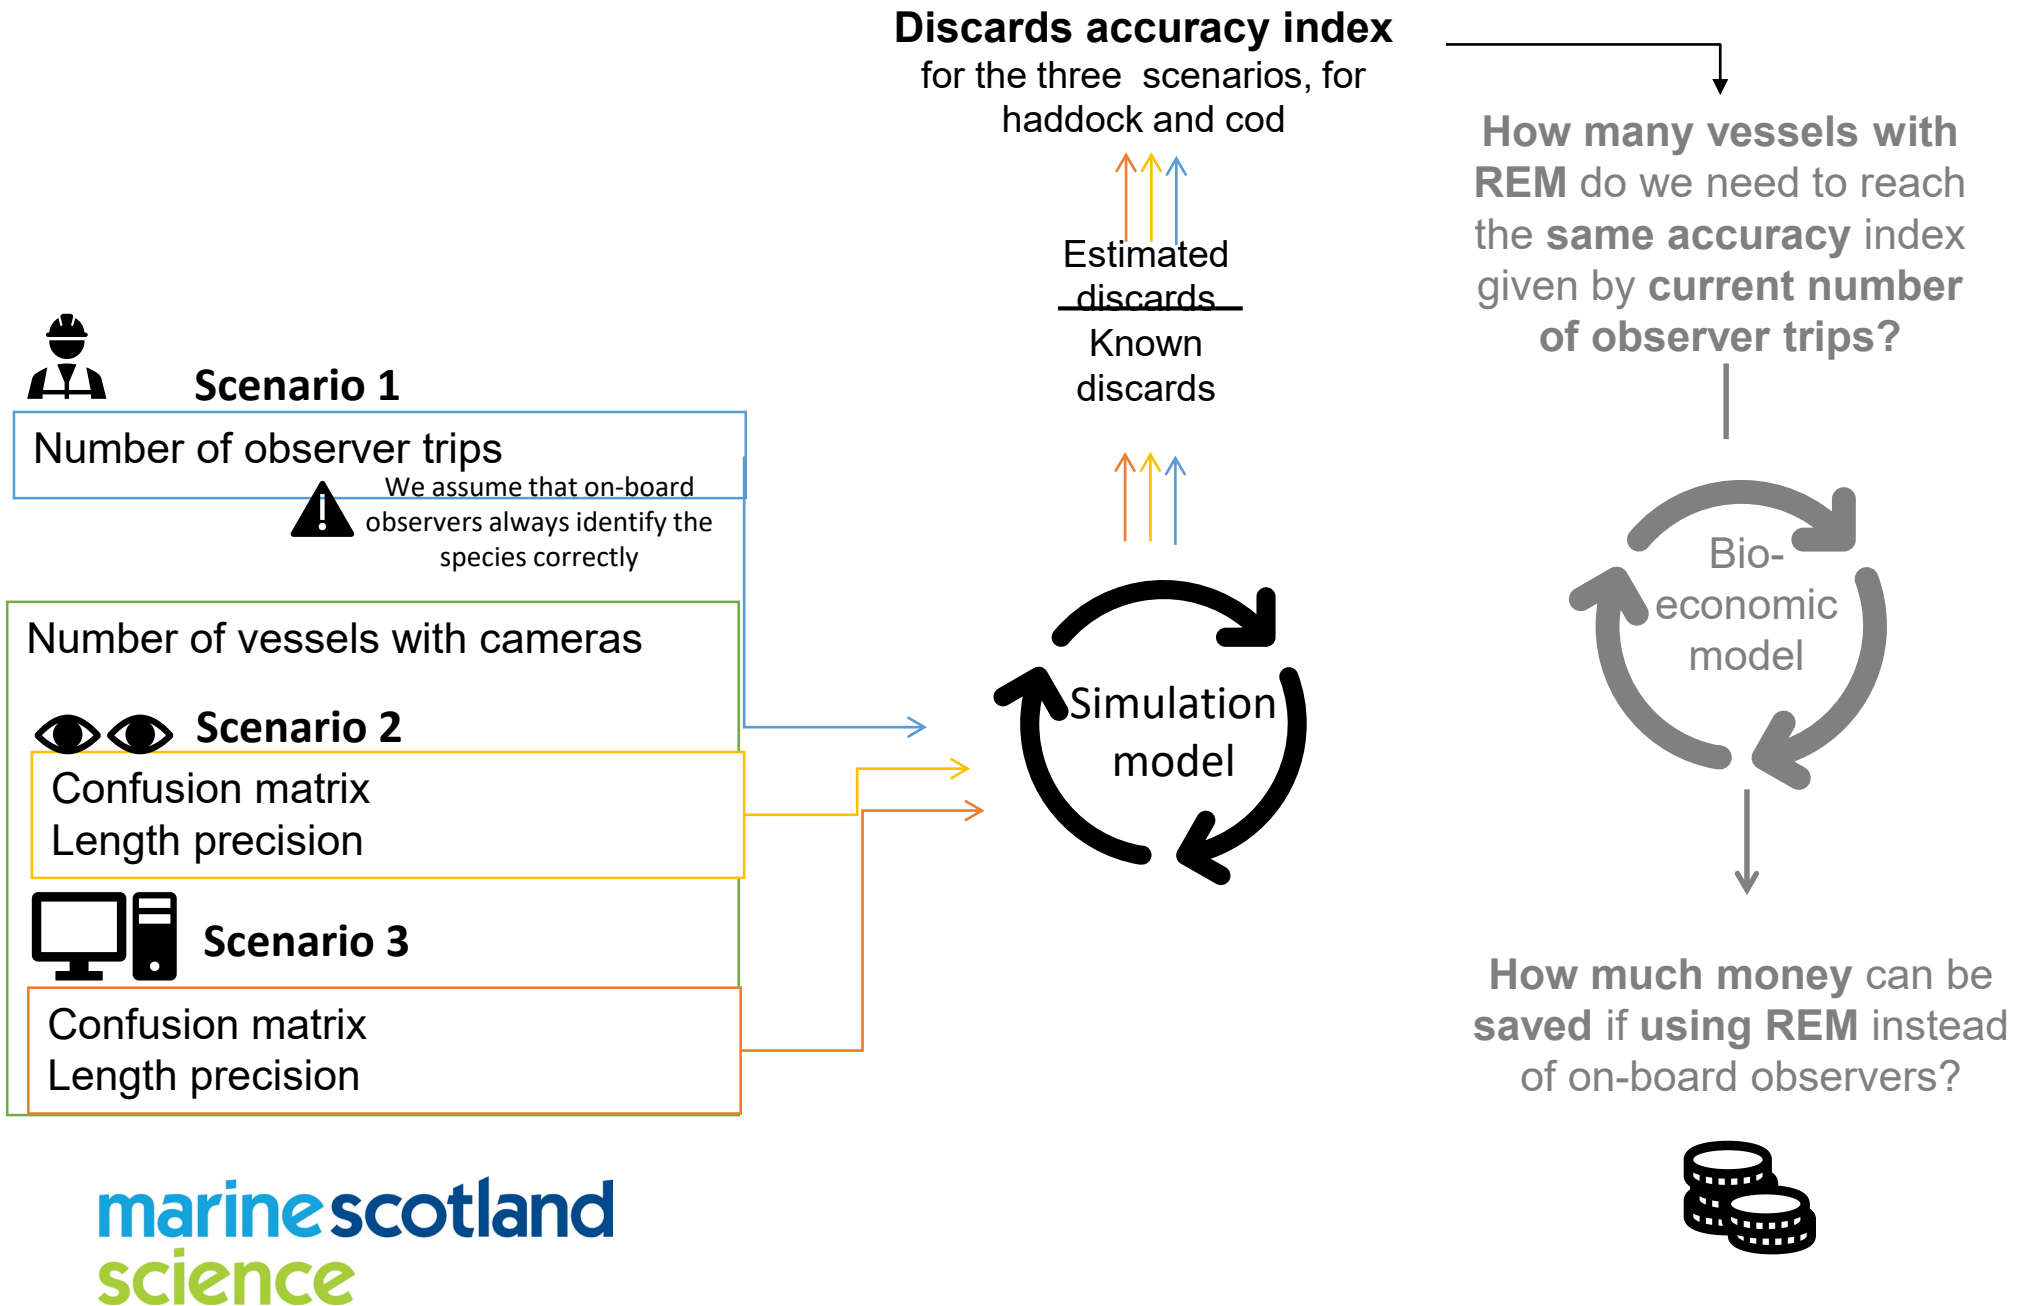 Discards accuracy index
for the three scenarios, for
haddock and cod
Estimated
discards
Known
discards
Scenario 1
Number of observer trips
We assume that on-board
observers always identify the
species correctly
Number of vessels with cameras
Scenario 2
Confusion matrix
Length precision
Scenario 3
Confusion matrix
Length precision
Simulation
model
How many vessels with
REM do we need to reach
the same accuracy index
given by current number
of observer trips?
Bio-
economic
model
How much money can be
saved if using REM instead
of on-board observers?
marinescotland
science